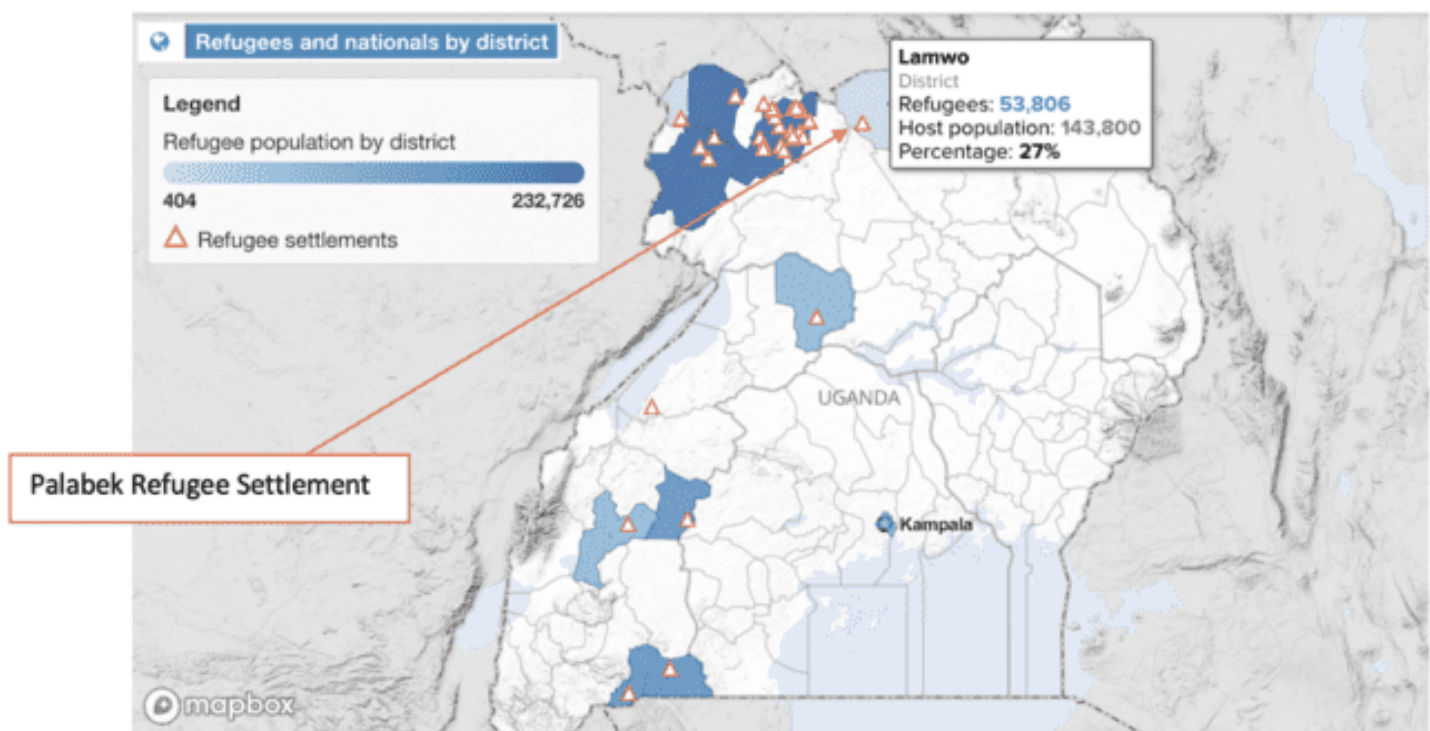 Refugees and nationals by district
Legend
Refugee population by district
404 232,726
Refugee settlements
Lamwo
District
Refugees: 53,806
Host population: 143,800
Percentage: 27%
UGANDA
Palabek Refugee Settlement
Kampala
mapbox